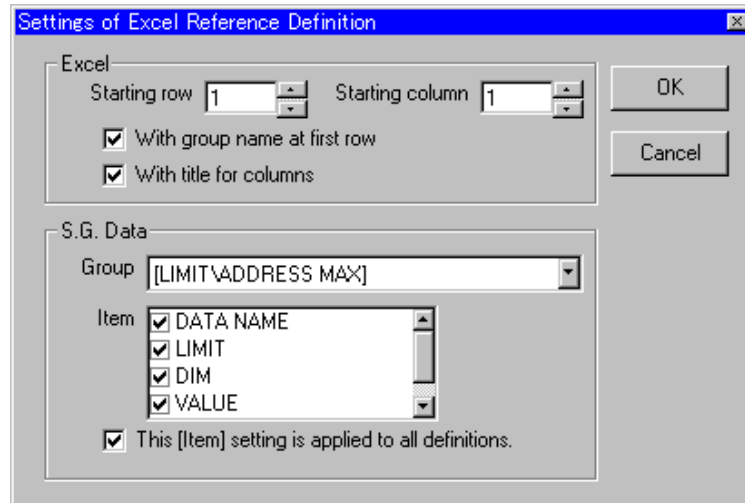 Settings of Excel Reference Definition
Excel
Starting row 1 Starting column 1
With group name at first row
With title for columns
OK
Cancel
S.G. Data
Group [LIMIT\ADDRESS MAX]
Item DATA NAME
LIMIT
DIM
VALUE
This [Item] setting is applied to all definitions.